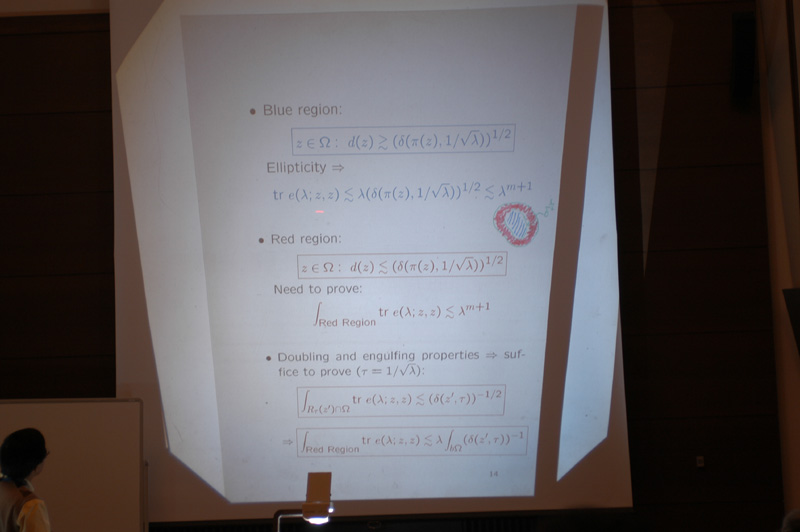 • Blue region:
z ∈ Ω : d(z) ≳ (δ(π(z), 1/√λ))^{1/2}
Ellipticity ⇒
tr e(λ; z, z) ≲ λ(δ(π(z), 1/√λ))^{1/2} ≲ λ^{m+1}
• Red region:
z ∈ Ω : d(z) ≲ (δ(π(z), 1/√λ))^{1/2}
Need to prove:
∫_{Red Region} tr e(λ; z, z) ≲ λ^{m+1}
• Doubling and engulfing properties ⇒ suf-
fice to prove (τ = 1/√λ):
∫_{R_τ(z′)∩Ω} tr e(λ; z, z) ≲ (δ(z′, τ))^{−1/2}
⇒ ∫_{Red Region} tr e(λ; z, z) ≲ λ ∫_{bΩ} (δ(z′, τ))^{−1}
14